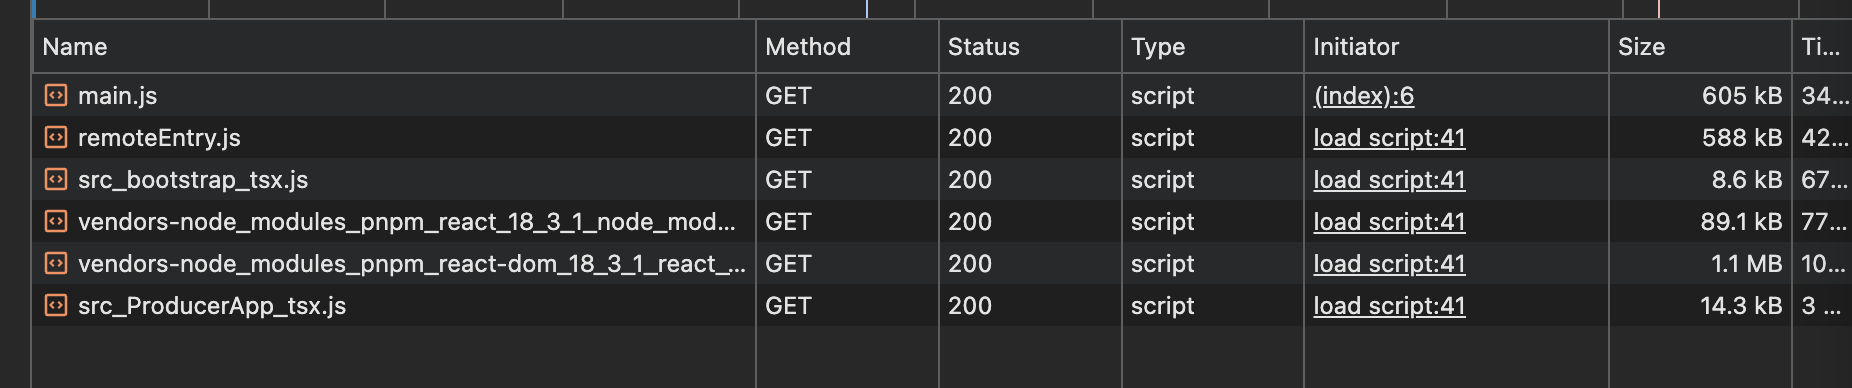 Name Method Status Type Initiator Size Ti...
main.js GET 200 script (index):6 605 kB 34...
remoteEntry.js GET 200 script load script:41 588 kB 42...
src_bootstrap_tsx.js GET 200 script load script:41 8.6 kB 67...
vendors-node_modules_pnpm_react_18_3_1_node_mod... GET 200 script load script:41 89.1 kB 77...
vendors-node_modules_pnpm_react-dom_18_3_1_react_... GET 200 script load script:41 1.1 MB 10...
src_ProducerApp_tsx.js GET 200 script load script:41 14.3 kB 3 ...